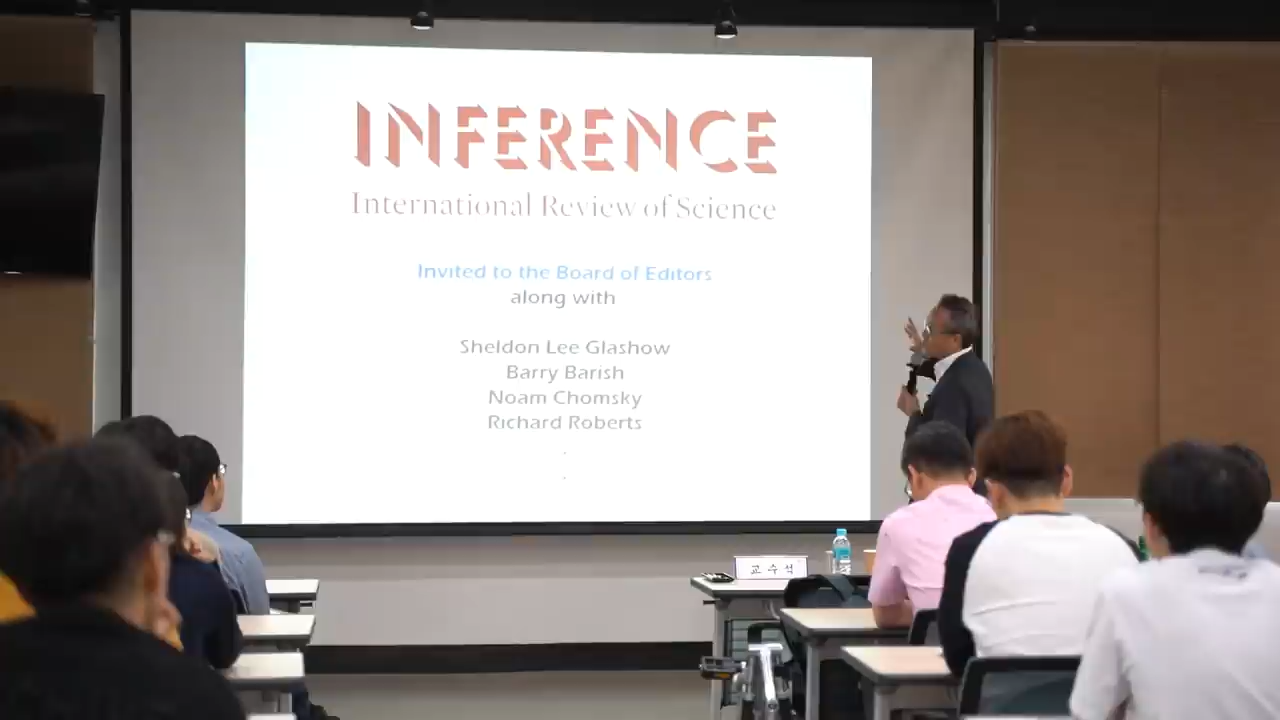 INFERENCE
International Review of Science
Invited to the Board of Editors
along with
Sheldon Lee Glashow
Barry Barish
Noam Chomsky
Richard Roberts
.
.
교 수 석